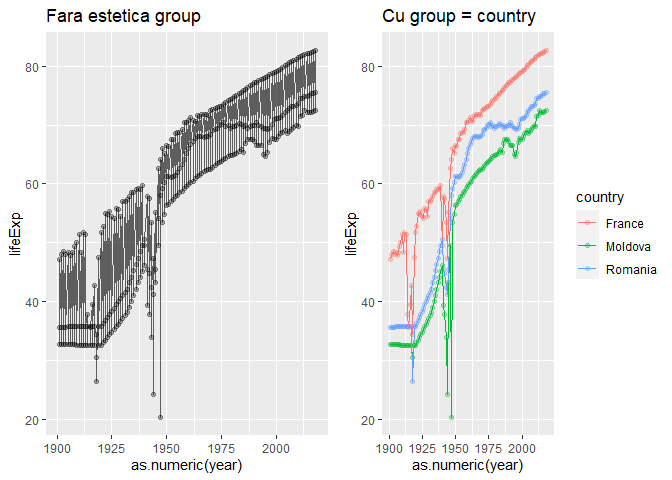 Fara estetica group
lifeExp
80
60
40
20
1900
1925
1950
1975
2000
as.numeric(year)
Cu group = country
lifeExp
80
60
40
20
1900
1925
1950
1975
2000
as.numeric(year)
country
France
Moldova
Romania